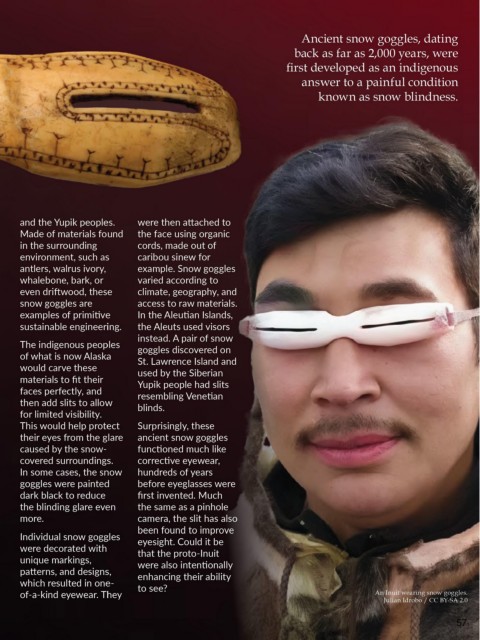 Ancient snow goggles, dating
back as far as 2,000 years, were
first developed as an indigenous
answer to a painful condition
known as snow blindness.
and the Yupik peoples.
Made of materials found
in the surrounding
environment, such as
antlers, walrus ivory,
whalebone, bark, or
even driftwood, these
snow goggles are
examples of primitive
sustainable engineering.
The indigenous peoples
of what is now Alaska
would carve these
materials to fit their
faces perfectly, and
then add slits to allow
for limited visibility.
This would help protect
their eyes from the glare
caused by the snow-
covered surroundings.
In some cases, the snow
goggles were painted
dark black to reduce
the blinding glare even
more.
Individual snow goggles
were decorated with
unique markings,
patterns, and designs,
which resulted in one-
of-a-kind eyewear. They
were then attached to
the face using organic
cords, made out of
caribou sinew for
example. Snow goggles
varied according to
climate, geography, and
access to raw materials.
In the Aleutian Islands,
the Aleuts used visors
instead. A pair of snow
goggles discovered on
St. Lawrence Island and
used by the Siberian
Yupik people had slits
resembling Venetian
blinds.
Surprisingly, these
ancient snow goggles
functioned much like
corrective eyewear,
hundreds of years
before eyeglasses were
first invented. Much
the same as a pinhole
camera, the slit has also
been found to improve
eyesight. Could it be
that the proto-Inuit
were also intentionally
enhancing their ability
to see?
An Inuit wearing snow goggles.
Julian Idrobo / CC BY-SA 2.0
57